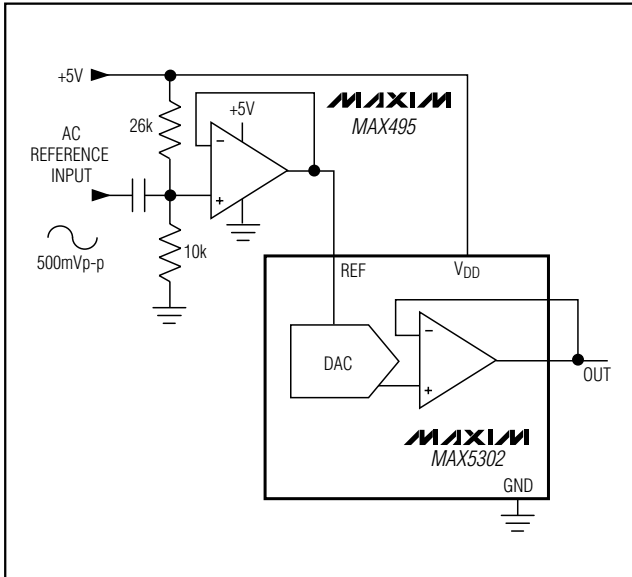 +5V
26k
+5V
MAXIM
MAX495
AC
REFERENCE
INPUT
−
+
500mVp-p
10k
REF
VDD
DAC
−
+
OUT
MAXIM
MAX5302
GND